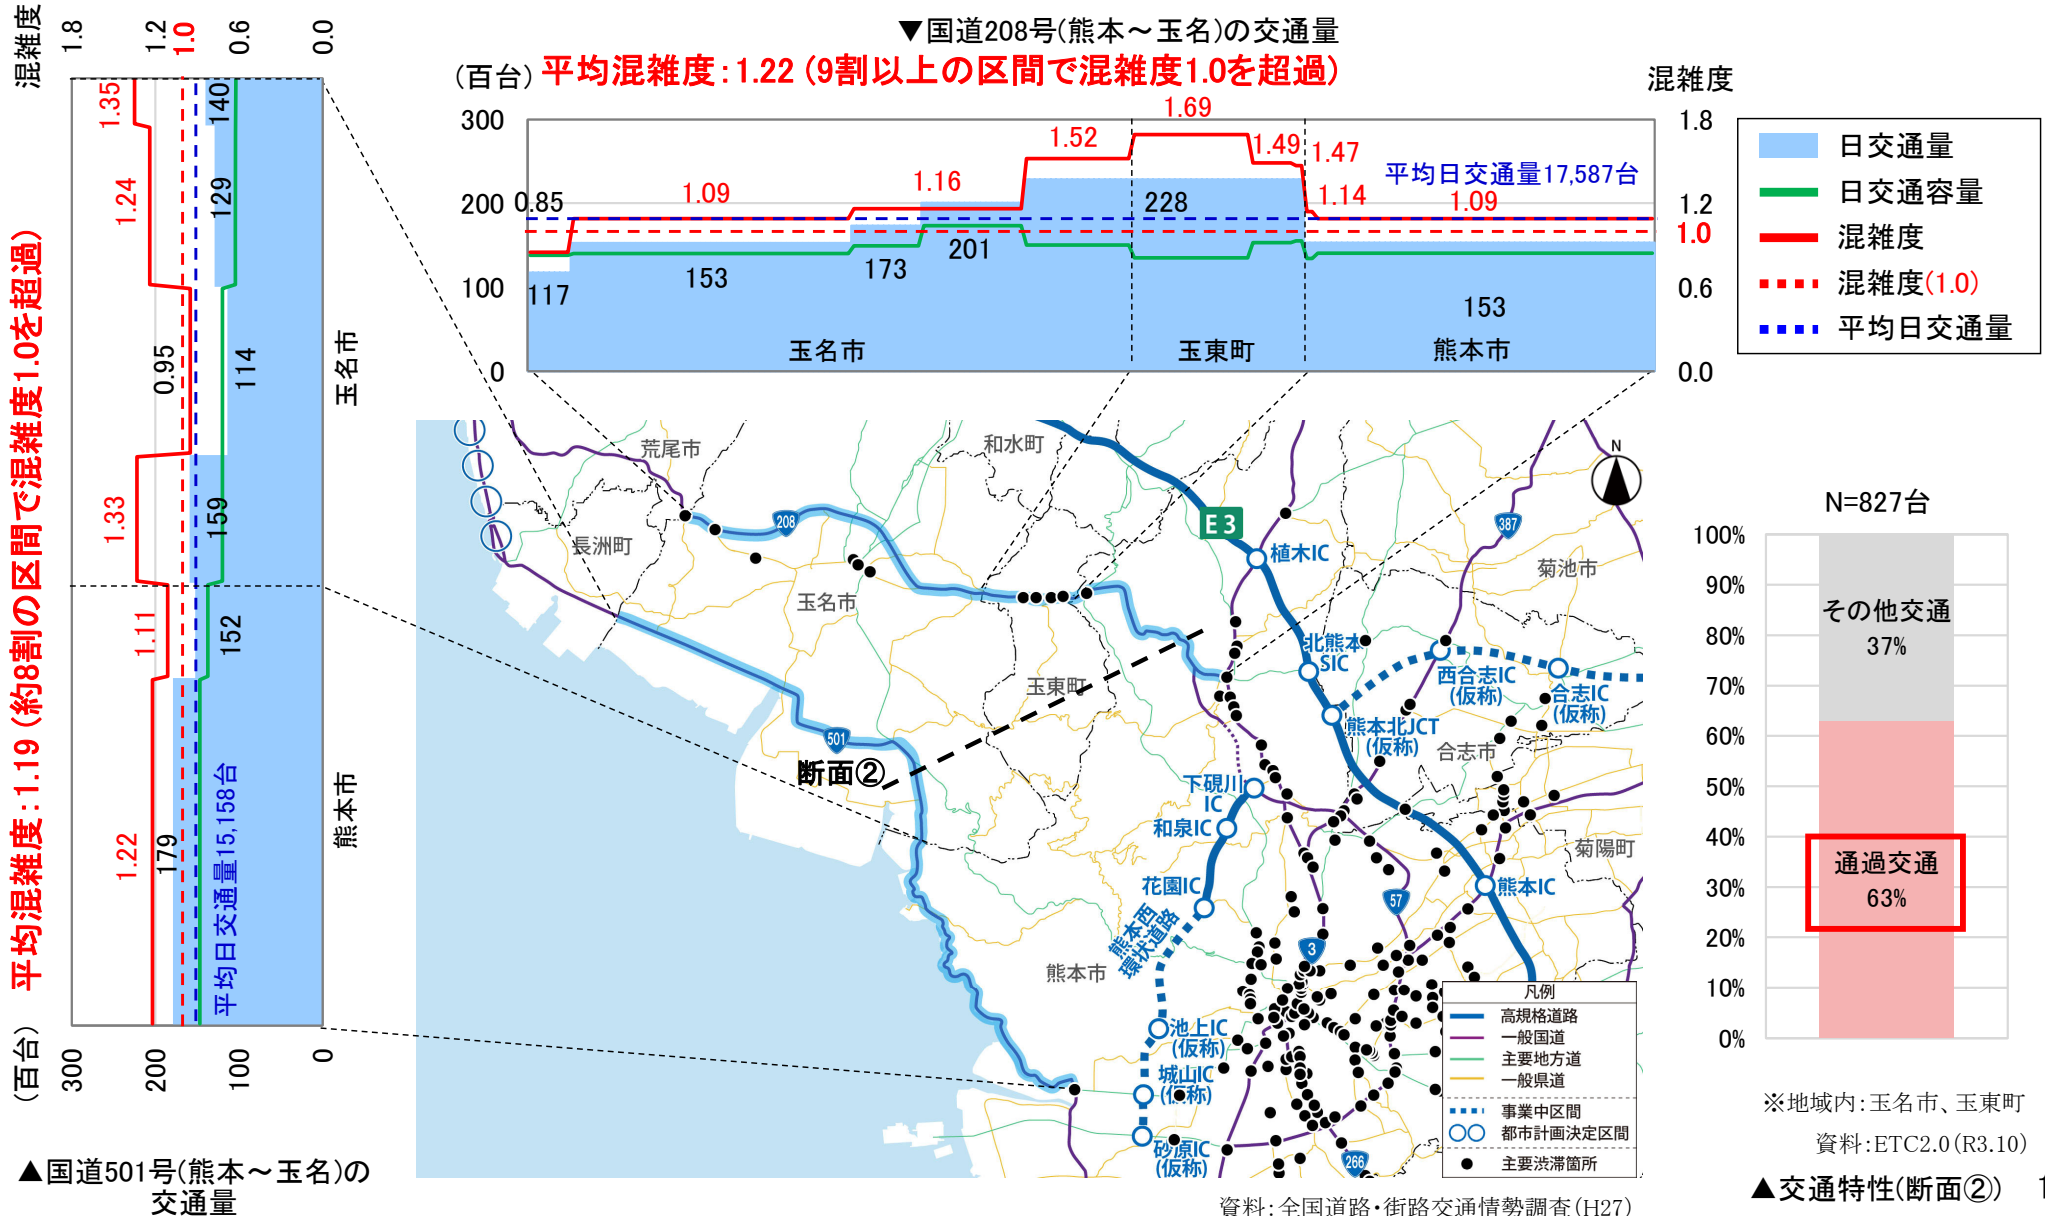 ▼国道208号(熊本～玉名)の交通量
平均混雑度：1.22 (9割以上の区間で混雑度1.0を超過)
(百台)
混雑度
300
200
100
0
1.8
1.2
1.0
0.6
0.0
0.85
1.09
1.16
1.52
1.69
1.49
1.47
1.14
1.09
平均日交通量17,587台
117
153
173
201
228
153
玉名市
玉東町
熊本市
日交通量
日交通容量
混雑度
混雑度(1.0)
平均日交通量
混雑度
1.8
1.2
1.0
0.6
0.0
平均混雑度：1.19 (約8割の区間で混雑度1.0を超過)
1.35
1.24
0.95
1.33
1.11
1.22
140
129
114
159
152
179
平均日交通量15,158台
玉名市
熊本市
(百台)
300
200
100
0
▲国道501号(熊本～玉名)の
交通量
荒尾市
和水町
長洲町
玉名市
玉東町
菊池市
合志市
菊陽町
熊本市
208
501
387
57
3
266
E3
N
植木IC
北熊本
SIC
西合志IC
(仮称)
合志IC
(仮称)
熊本北JCT
(仮称)
断面②
下硯川
IC
和泉IC
花園IC
熊本西
環状道路
熊本IC
池上IC
(仮称)
城山IC
(仮称)
砂原IC
(仮称)
凡例
高規格道路
一般国道
主要地方道
一般県道
事業中区間
都市計画決定区間
主要渋滞箇所
資料：全国道路・街路交通情勢調査(H27)
N=827台
100%
90%
80%
70%
60%
50%
40%
30%
20%
10%
0%
その他交通
37%
通過交通
63%
※地域内：玉名市、玉東町
資料：ETC2.0(R3.10)
▲交通特性(断面②)